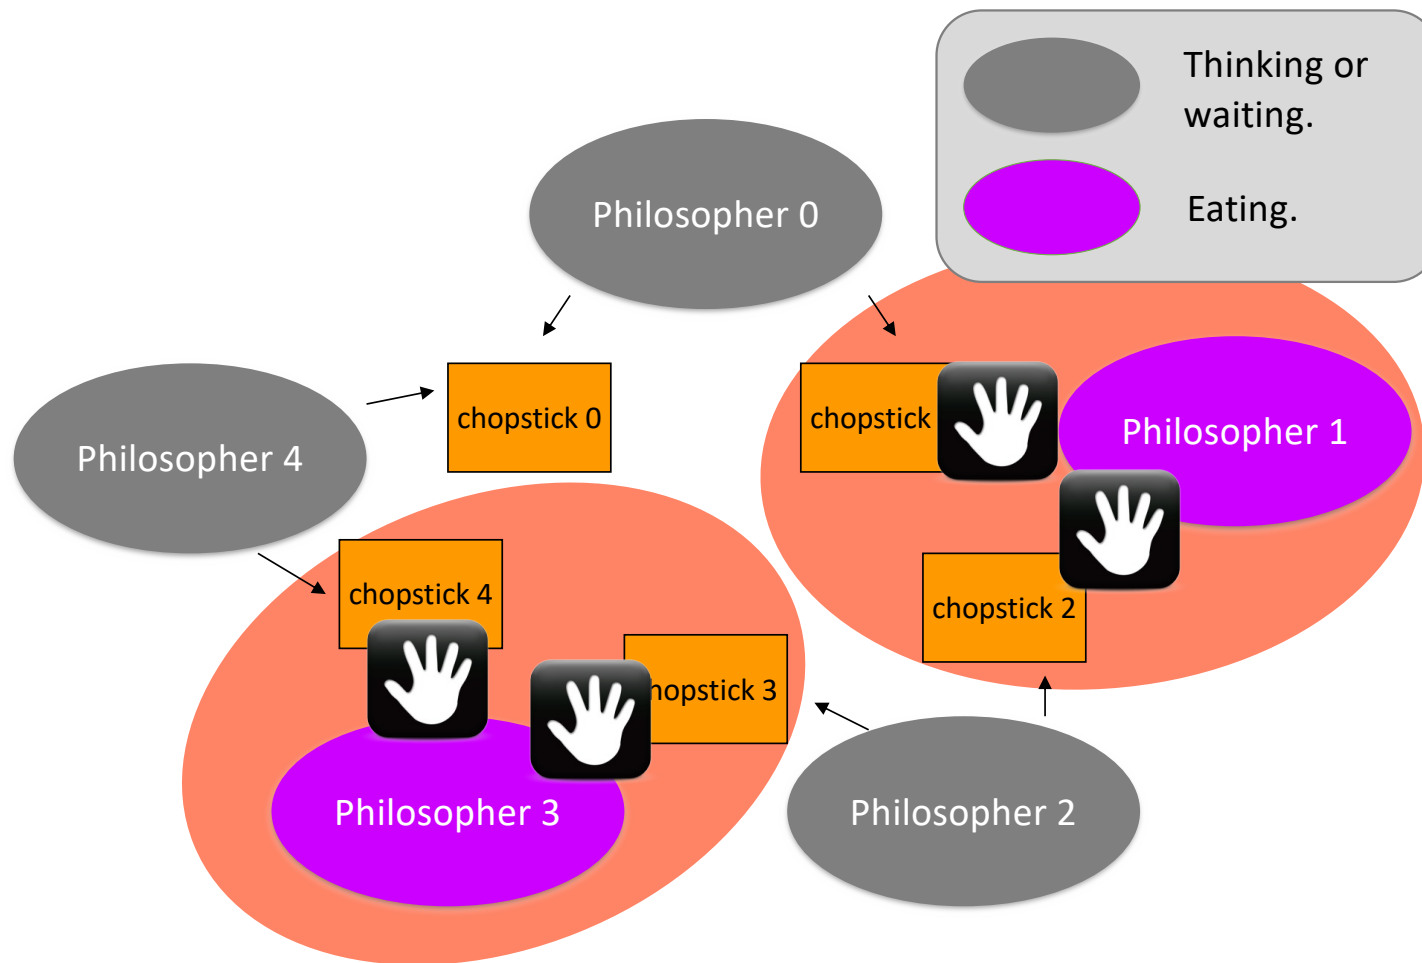 Thinking or
waiting.
Eating.
Philosopher 0
chopstick 0
chopstick
Philosopher 1
Philosopher 4
chopstick 4
chopstick 2
hopstick 3
Philosopher 3
Philosopher 2